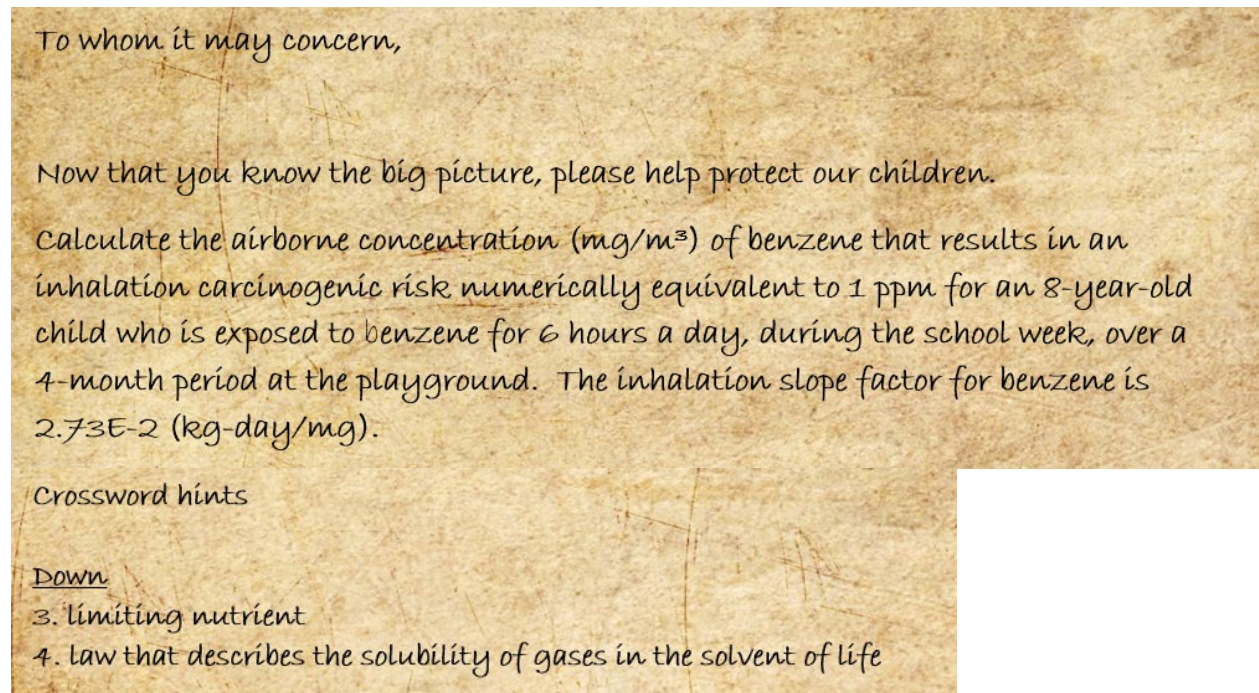 To whom it may concern,
Now that you know the big picture, please help protect our children.
Calculate the airborne concentration (mg/m³) of benzene that results in an
inhalation carcinogenic risk numerically equivalent to 1 ppm for an 8-year-old
child who is exposed to benzene for 6 hours a day, during the school week, over a
4-month period at the playground. The inhalation slope factor for benzene is
2.73E-2 (kg-day/mg).
Crossword hints
Down
3. limiting nutrient
4. law that describes the solubility of gases in the solvent of life